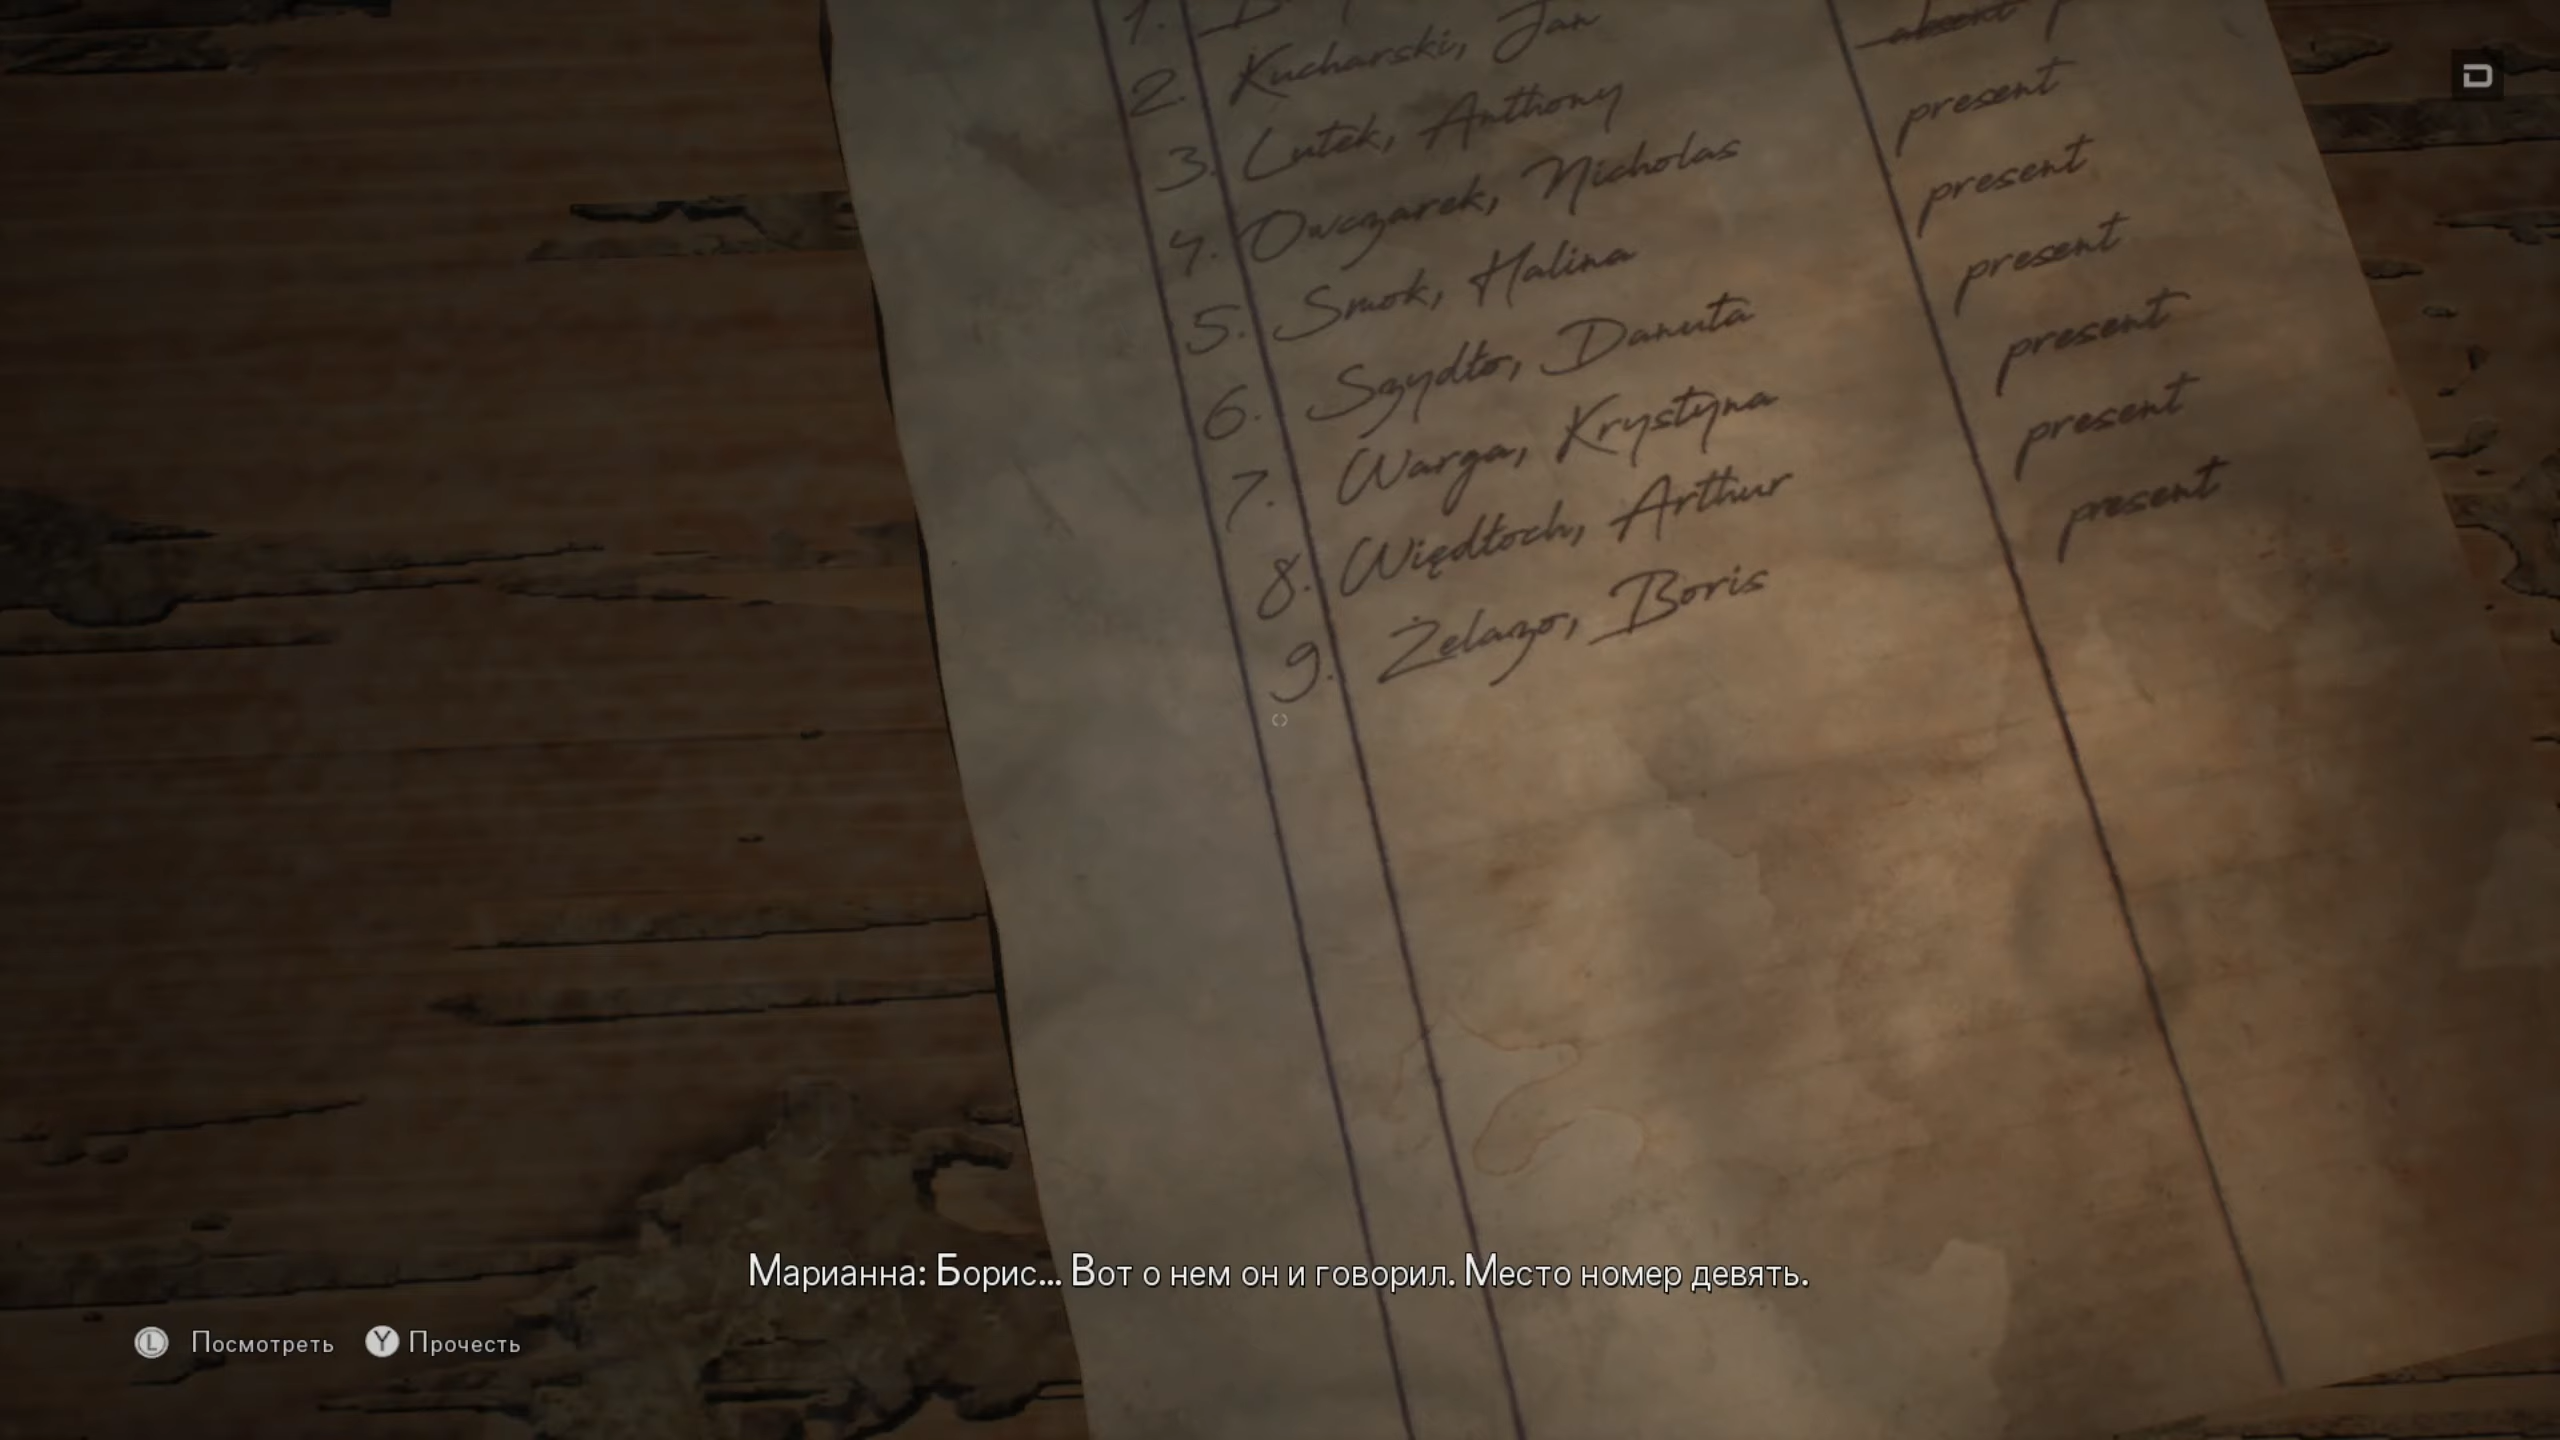 1.
2. Kucharski, Jan absent
3. Lutek, Anthony present
4. Owczarek, Nicholas present
5. Smok, Halina present
6. Szydło, Danuta present
7. Warga, Krystyna present
8. Więdłoch, Arthur present
9. Żelazo, Boris
Марианна: Борис... Вот о нем он и говорил. Место номер девять.
L Посмотреть Y Прочесть